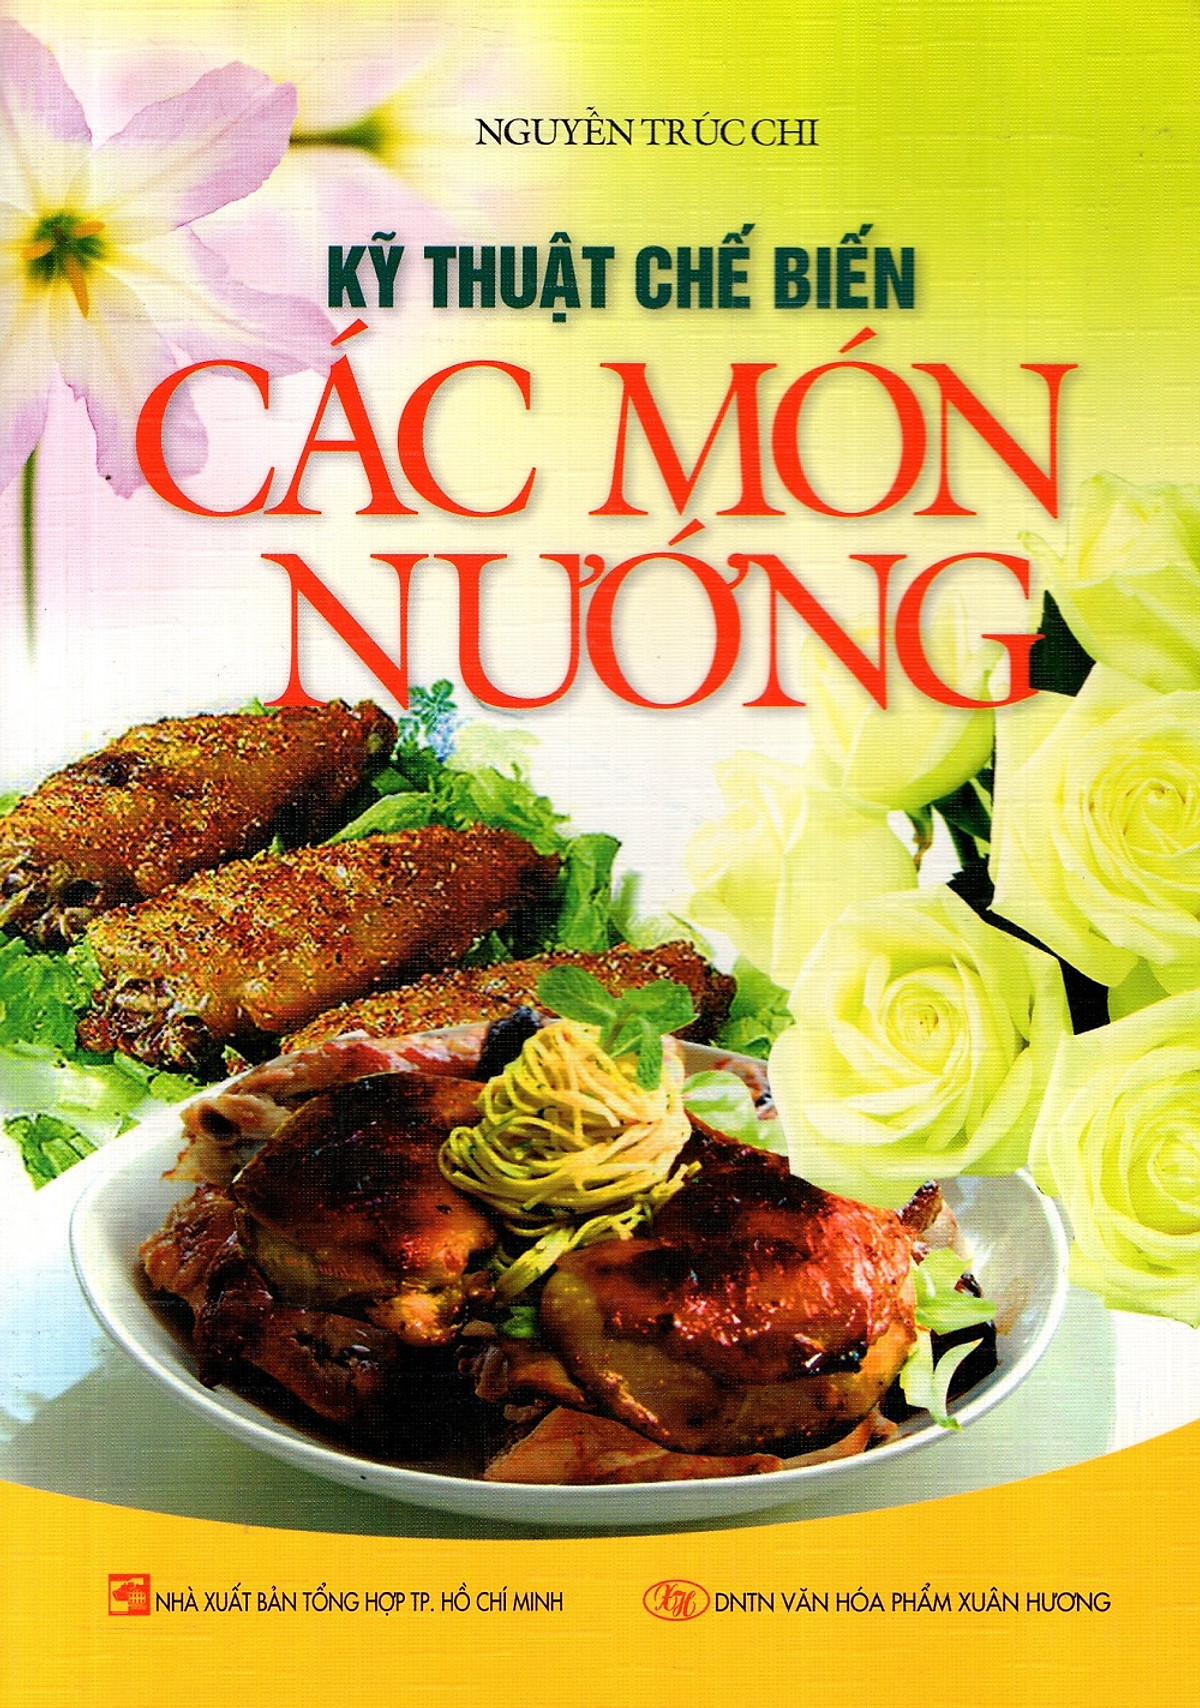 NGUYỄN TRÚC CHI
KỸ THUẬT CHẾ BIẾN
CÁC MÓN
NƯỚNG
NHÀ XUẤT BẢN TỔNG HỢP TP. HỒ CHÍ MINH
XH DNTN VĂN HÓA PHẨM XUÂN HƯƠNG